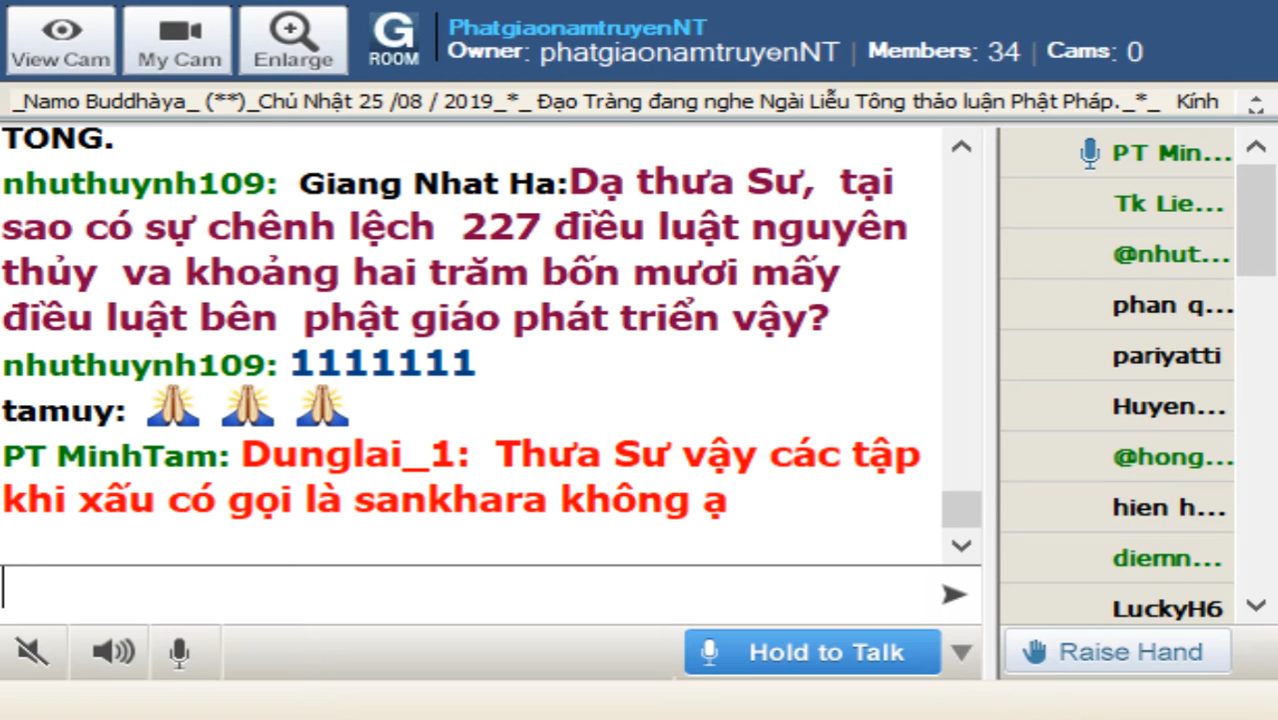 PhatgiaonamtruyenNT
Owner: phatgiaonamtruyenNT | Members: 34 | Cams: 0
View Cam
My Cam
Enlarge
G ROOM
_Namo Buddhàya_ (**)_Chủ Nhật 25 /08 / 2019_*_ Đạo Tràng đang nghe Ngài Liễu Tông thảo luận Phật Pháp._*_ Kính
TONG.
nhuthuynh109: Giang Nhat Ha:Dạ thưa Sư, tại
sao có sự chênh lệch 227 điều luật nguyên
thủy va khoảng hai trăm bốn mươi mấy
điều luật bên phật giáo phát triển vậy?
nhuthuynh109: 1111111
tamuy:
PT MinhTam: Dunglai_1: Thưa Sư vậy các tập
khi xấu có gọi là sankhara không ạ
PT Min...
Tk Lie...
@nhut...
phan q...
pariyatti
Huyen...
@hong...
hien h...
diemn...
LuckyH6
Hold to Talk
Raise Hand